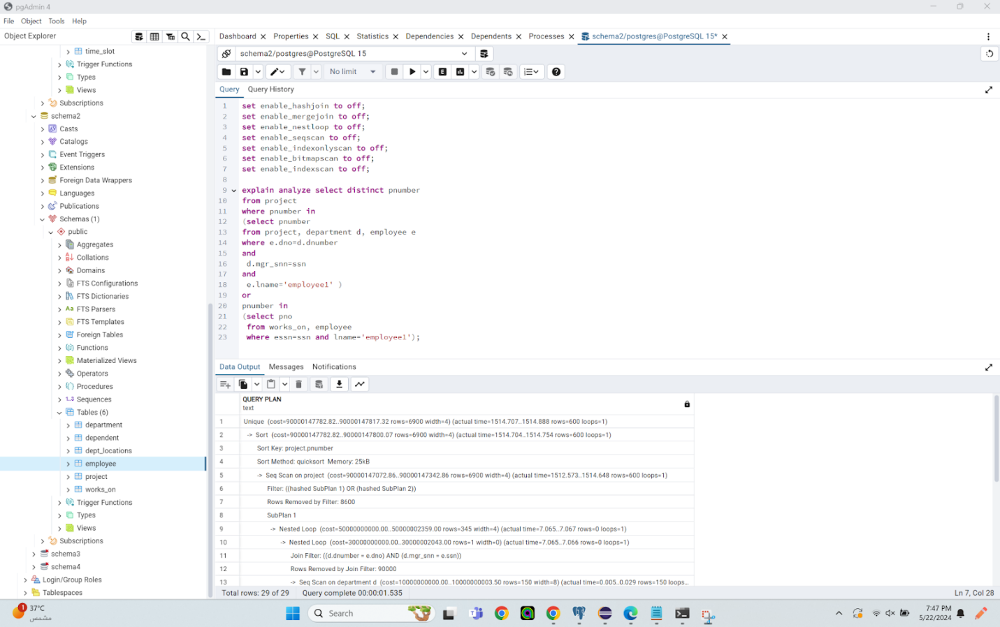 pgAdmin 4
File Object Tools Help
Object Explorer
Dashboard Properties SQL Statistics Dependencies Dependents Processes schema2/postgres@PostgreSQL 15*
time_slot
Trigger Functions
Types
Views
Subscriptions
schema2
Casts
Catalogs
Event Triggers
Extensions
Foreign Data Wrappers
Languages
Publications
Schemas (1)
public
Aggregates
Collations
Domains
FTS Configurations
FTS Dictionaries
FTS Parsers
FTS Templates
Foreign Tables
Functions
Materialized Views
Operators
Procedures
1..3 Sequences
Tables (6)
department
dependent
dept_locations
employee
project
works_on
Trigger Functions
Types
Views
Subscriptions
schema3
schema4
Login/Group Roles
Tablespaces
schema2/postgres@PostgreSQL 15
No limit
Query Query History
1 set enable_hashjoin to off;
2 set enable_mergejoin to off;
3 set enable_nestloop to off;
4 set enable_seqscan to off;
5 set enable_indexonlyscan to off;
6 set enable_bitmapscan to off;
7 set enable_indexscan to off;
8
9 explain analyze select distinct pnumber
10 from project
11 where pnumber in
12 (select pnumber
13 from project, department d, employee e
14 where e.dno=d.dnumber
15 and
16 d.mgr_snn=ssn
17 and
18 e.lname='employee1' )
19 or
20 pnumber in
21 (select pno
22 from works_on, employee
23 where essn=ssn and lname='employee1');
Data Output Messages Notifications
QUERY PLAN
text
1 Unique (cost=90000147782.82..90000147817.32 rows=6900 width=4) (actual time=1514.707..1514.888 rows=600 loops=1)
2 -> Sort (cost=90000147782.82..90000147800.07 rows=6900 width=4) (actual time=1514.704..1514.754 rows=600 loops=1)
3 Sort Key: project.pnumber
4 Sort Method: quicksort Memory: 25kB
5 -> Seq Scan on project (cost=90000147072.86..90000147342.86 rows=6900 width=4) (actual time=1512.573..1514.648 rows=600 loops=1)
6 Filter: ((hashed SubPlan 1) OR (hashed SubPlan 2))
7 Rows Removed by Filter: 8600
8 SubPlan 1
9 -> Nested Loop (cost=50000000000.00..50000002359.00 rows=345 width=4) (actual time=7.065..7.067 rows=0 loops=1)
10 -> Nested Loop (cost=30000000000.00..30000002043.00 rows=1 width=0) (actual time=7.065..7.066 rows=0 loops=1)
11 Join Filter: ((d.dnumber = e.dno) AND (d.mgr_snn = e.ssn))
12 Rows Removed by Join Filter: 90000
13 -> Seq Scan on department d (cost=10000000000.00..10000000003.50 rows=150 width=8) (actual time=0.005..0.029 rows=150 loops...
Total rows: 29 of 29 Query complete 00:00:01.535 Ln 7, Col 28
1
37°C
مشمس
Search
7:47 PM
5/22/2024